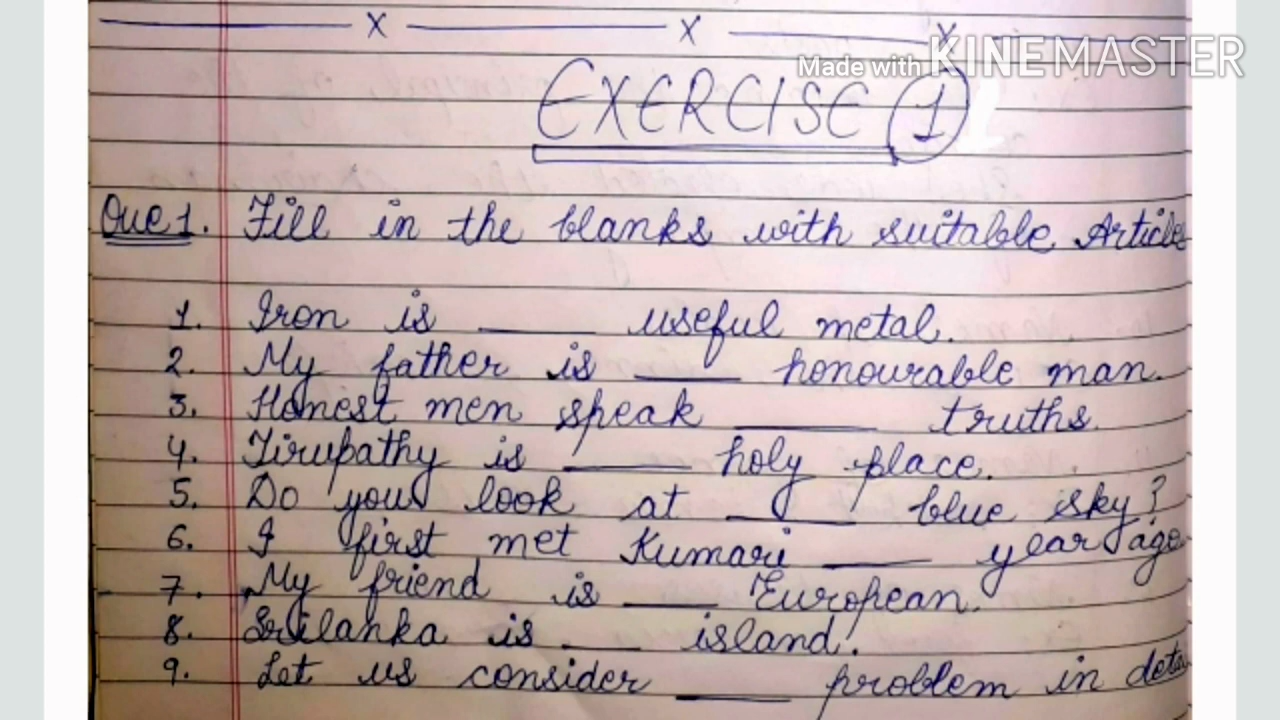 x x x
Made with KINEMASTER
EXERCISE 1
Que 1. Fill in the blanks with suitable Article
1. Iron is ____ useful metal.
2. My father is ____ honourable man.
3. Honest men speak ____ truths.
4. Tirupathy is ____ holy place.
5. Do you look at ____ blue sky?
6. I first met Kumari ____ year ago
7. My friend is ____ European.
8. Srilanka is ____ island.
9. Let us consider ____ problem in deta